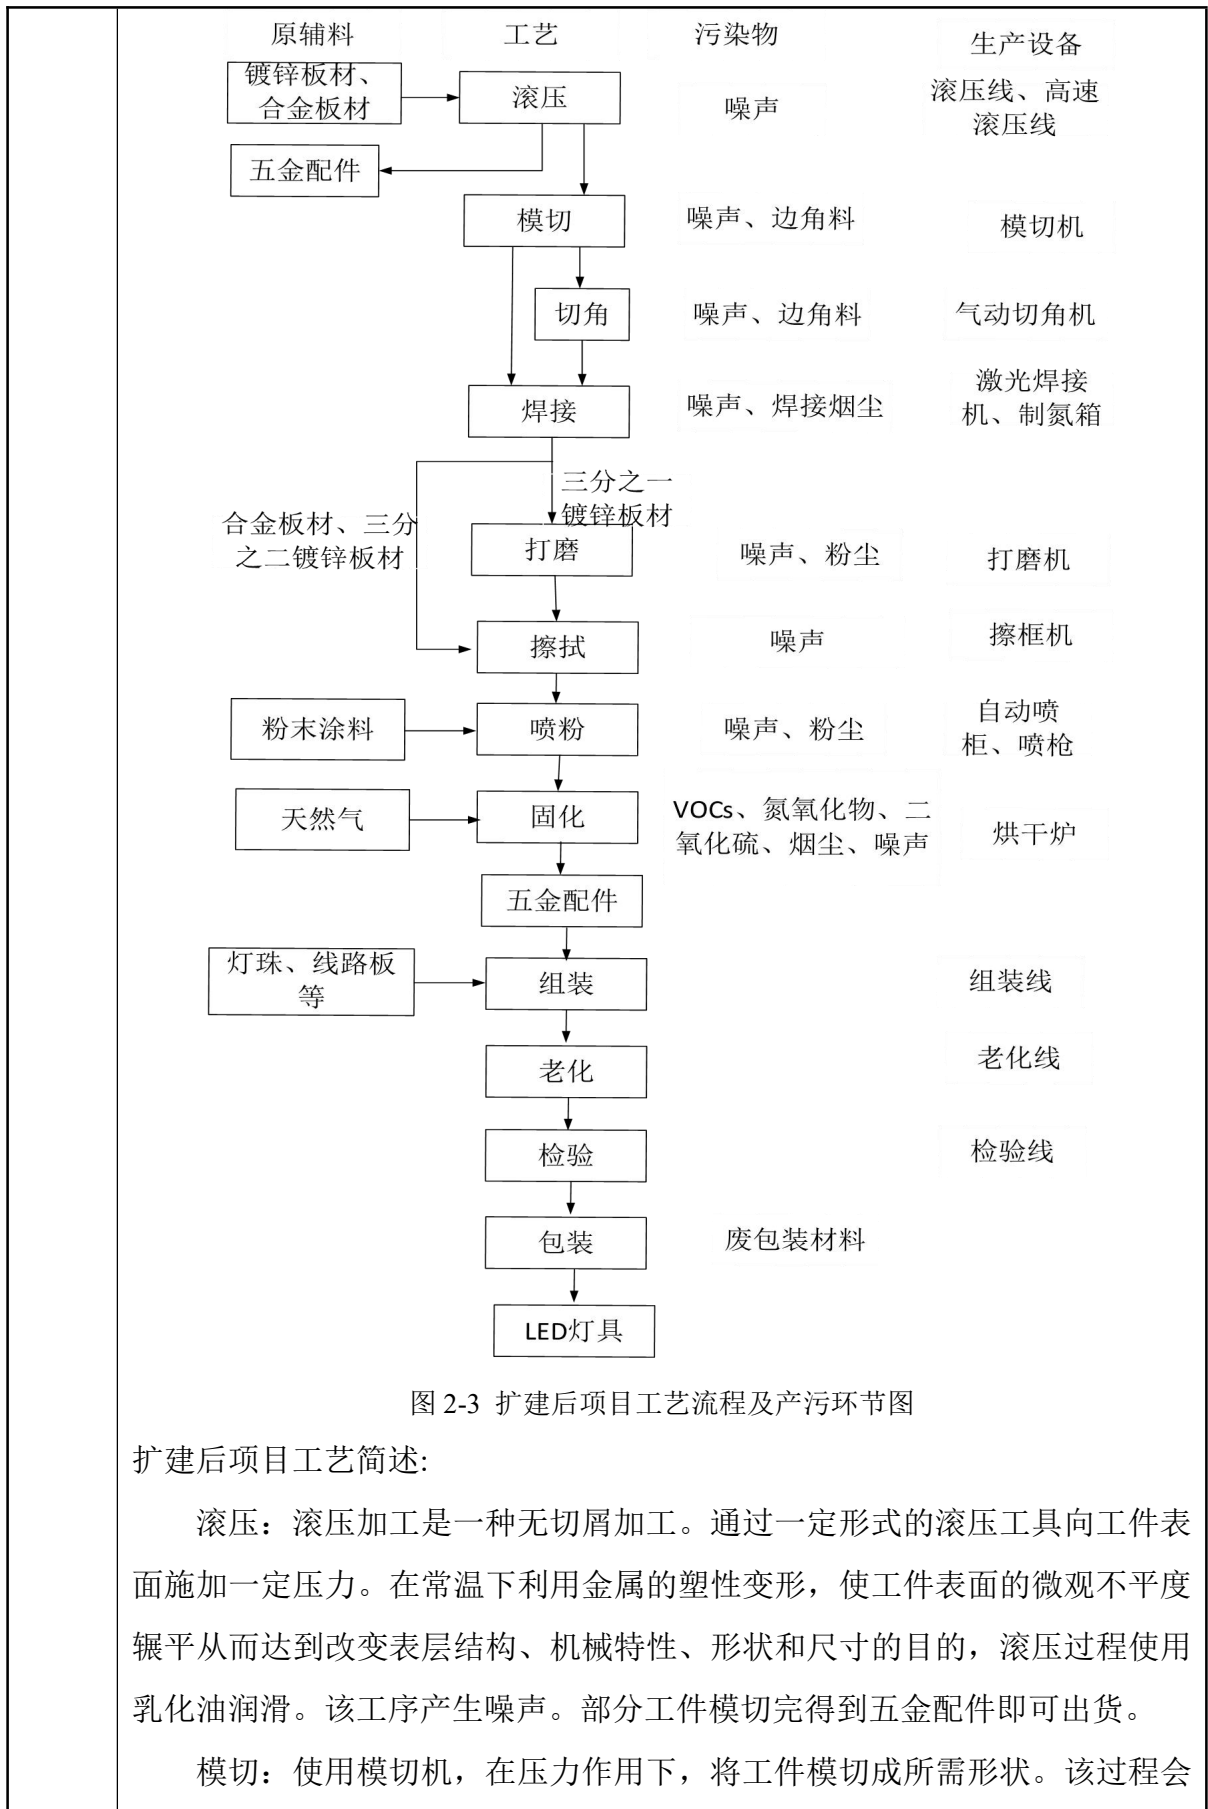 原辅料 工艺 污染物 生产设备
镀锌板材、
合金板材
滚压
噪声
滚压线、高速
滚压线
五金配件
模切
噪声、边角料
模切机
切角
噪声、边角料
气动切角机
焊接
噪声、焊接烟尘
激光焊接
机、制氮箱
三分之一
镀锌板材
合金板材、三分
之二镀锌板材
打磨
噪声、粉尘
打磨机
擦拭
噪声
擦框机
粉末涂料
喷粉
噪声、粉尘
自动喷
柜、喷枪
天然气
固化
VOCs、氮氧化物、二
氧化硫、烟尘、噪声
烘干炉
五金配件
灯珠、线路板
等
组装
组装线
老化
老化线
检验
检验线
包装
废包装材料
LED灯具
图 2-3 扩建后项目工艺流程及产污环节图
扩建后项目工艺简述:
滚压：滚压加工是一种无切屑加工。通过一定形式的滚压工具向工件表
面施加一定压力。在常温下利用金属的塑性变形，使工件表面的微观不平度
辗平从而达到改变表层结构、机械特性、形状和尺寸的目的，滚压过程使用
乳化油润滑。该工序产生噪声。部分工件模切完得到五金配件即可出货。
模切：使用模切机，在压力作用下，将工件模切成所需形状。该过程会